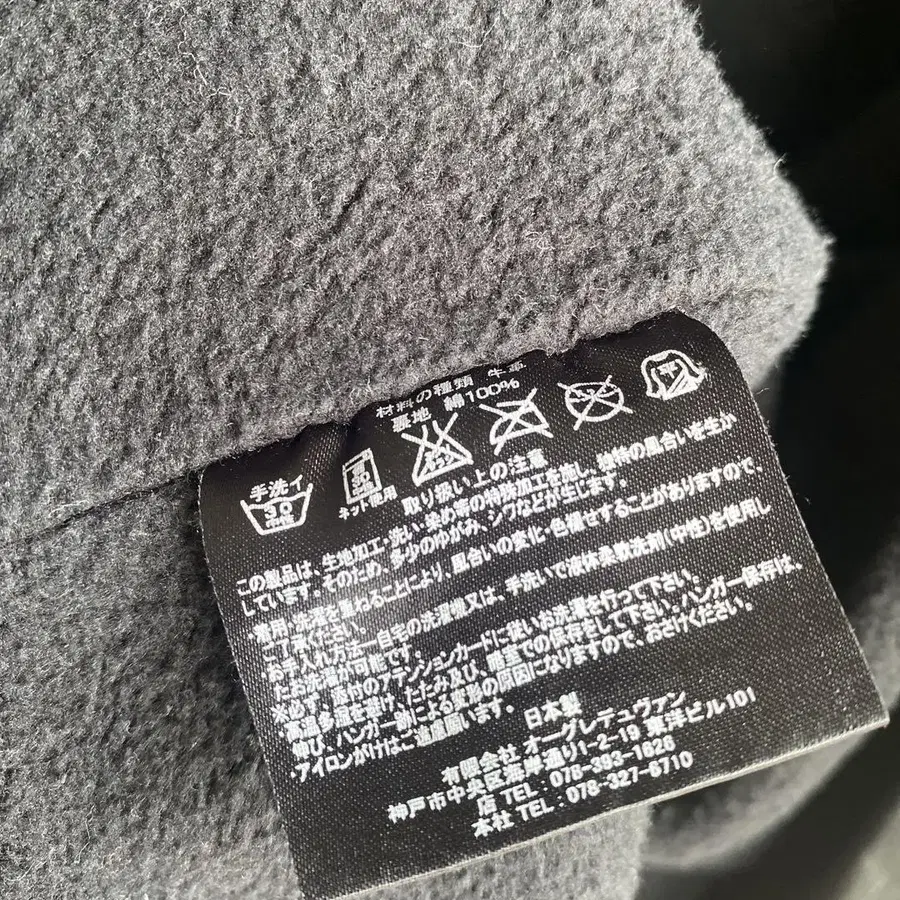 材料の種類 牛革
裏地 綿100%
手洗イ
30
ネット使用
取り扱い上の注意
この製品は、生地加工・洗い・染め等の特殊加工を施し、独特の風合いを生か
しています。そのため、多少のゆがみ、シワなどが生じます。
・着用・洗濯を重ねることにより、風合いの変化・色褪せすることがありますので、
ご了承ください。
お手入れ方法―自宅の洗濯機又は、手洗いで液体柔軟洗剤(中性)を使用し
たお洗濯が可能です。
※必ず、添付のアテンションカードに従いお洗濯を行って下さい。
・高温多湿を避け、たたみ及び、暗室での保存をして下さい。ハンガー保存は、
伸び、ハンガー跡による変形の原因になりますので、おさけください。
・アイロンがけはご遠慮願います。
日本製
有限会社 オーグレテュヴァン
神戸市中央区海岸通り1-2-19 東洋ビル101
店 TEL : 078-393-1626
本社 TEL : 078-327-6710